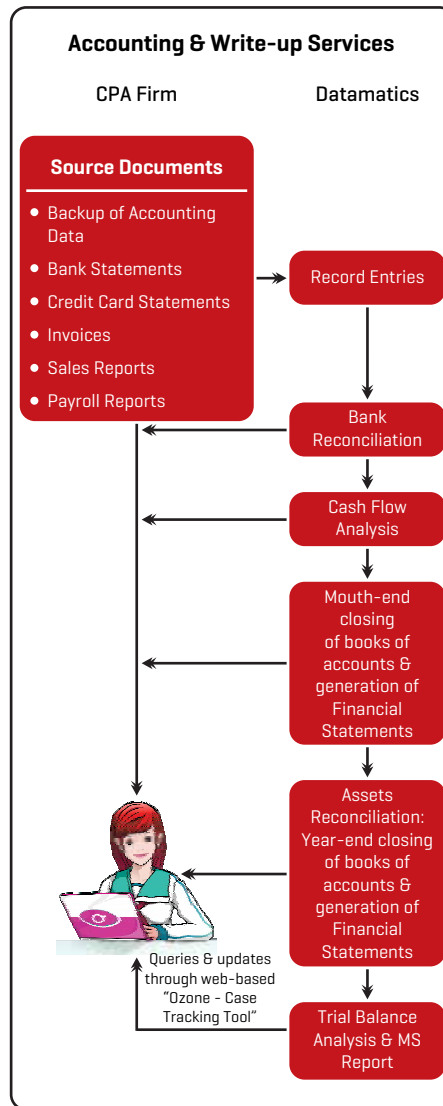 Accounting & Write-up Services
CPA Firm
Datamatics
Source Documents
• Backup of Accounting
Data
• Bank Statements
• Credit Card Statements
• Invoices
• Sales Reports
• Payroll Reports
Record Entries
Bank
Reconciliation
Cash Flow
Analysis
Mouth-end
closing
of books of
accounts &
generation of
Financial
Statements
Assets
Reconciliation:
Year-end closing
of books of
accounts &
generation of
Financial
Statements
Queries & updates
through web-based
“Ozone - Case
Tracking Tool”
Trial Balance
Analysis & MS
Report